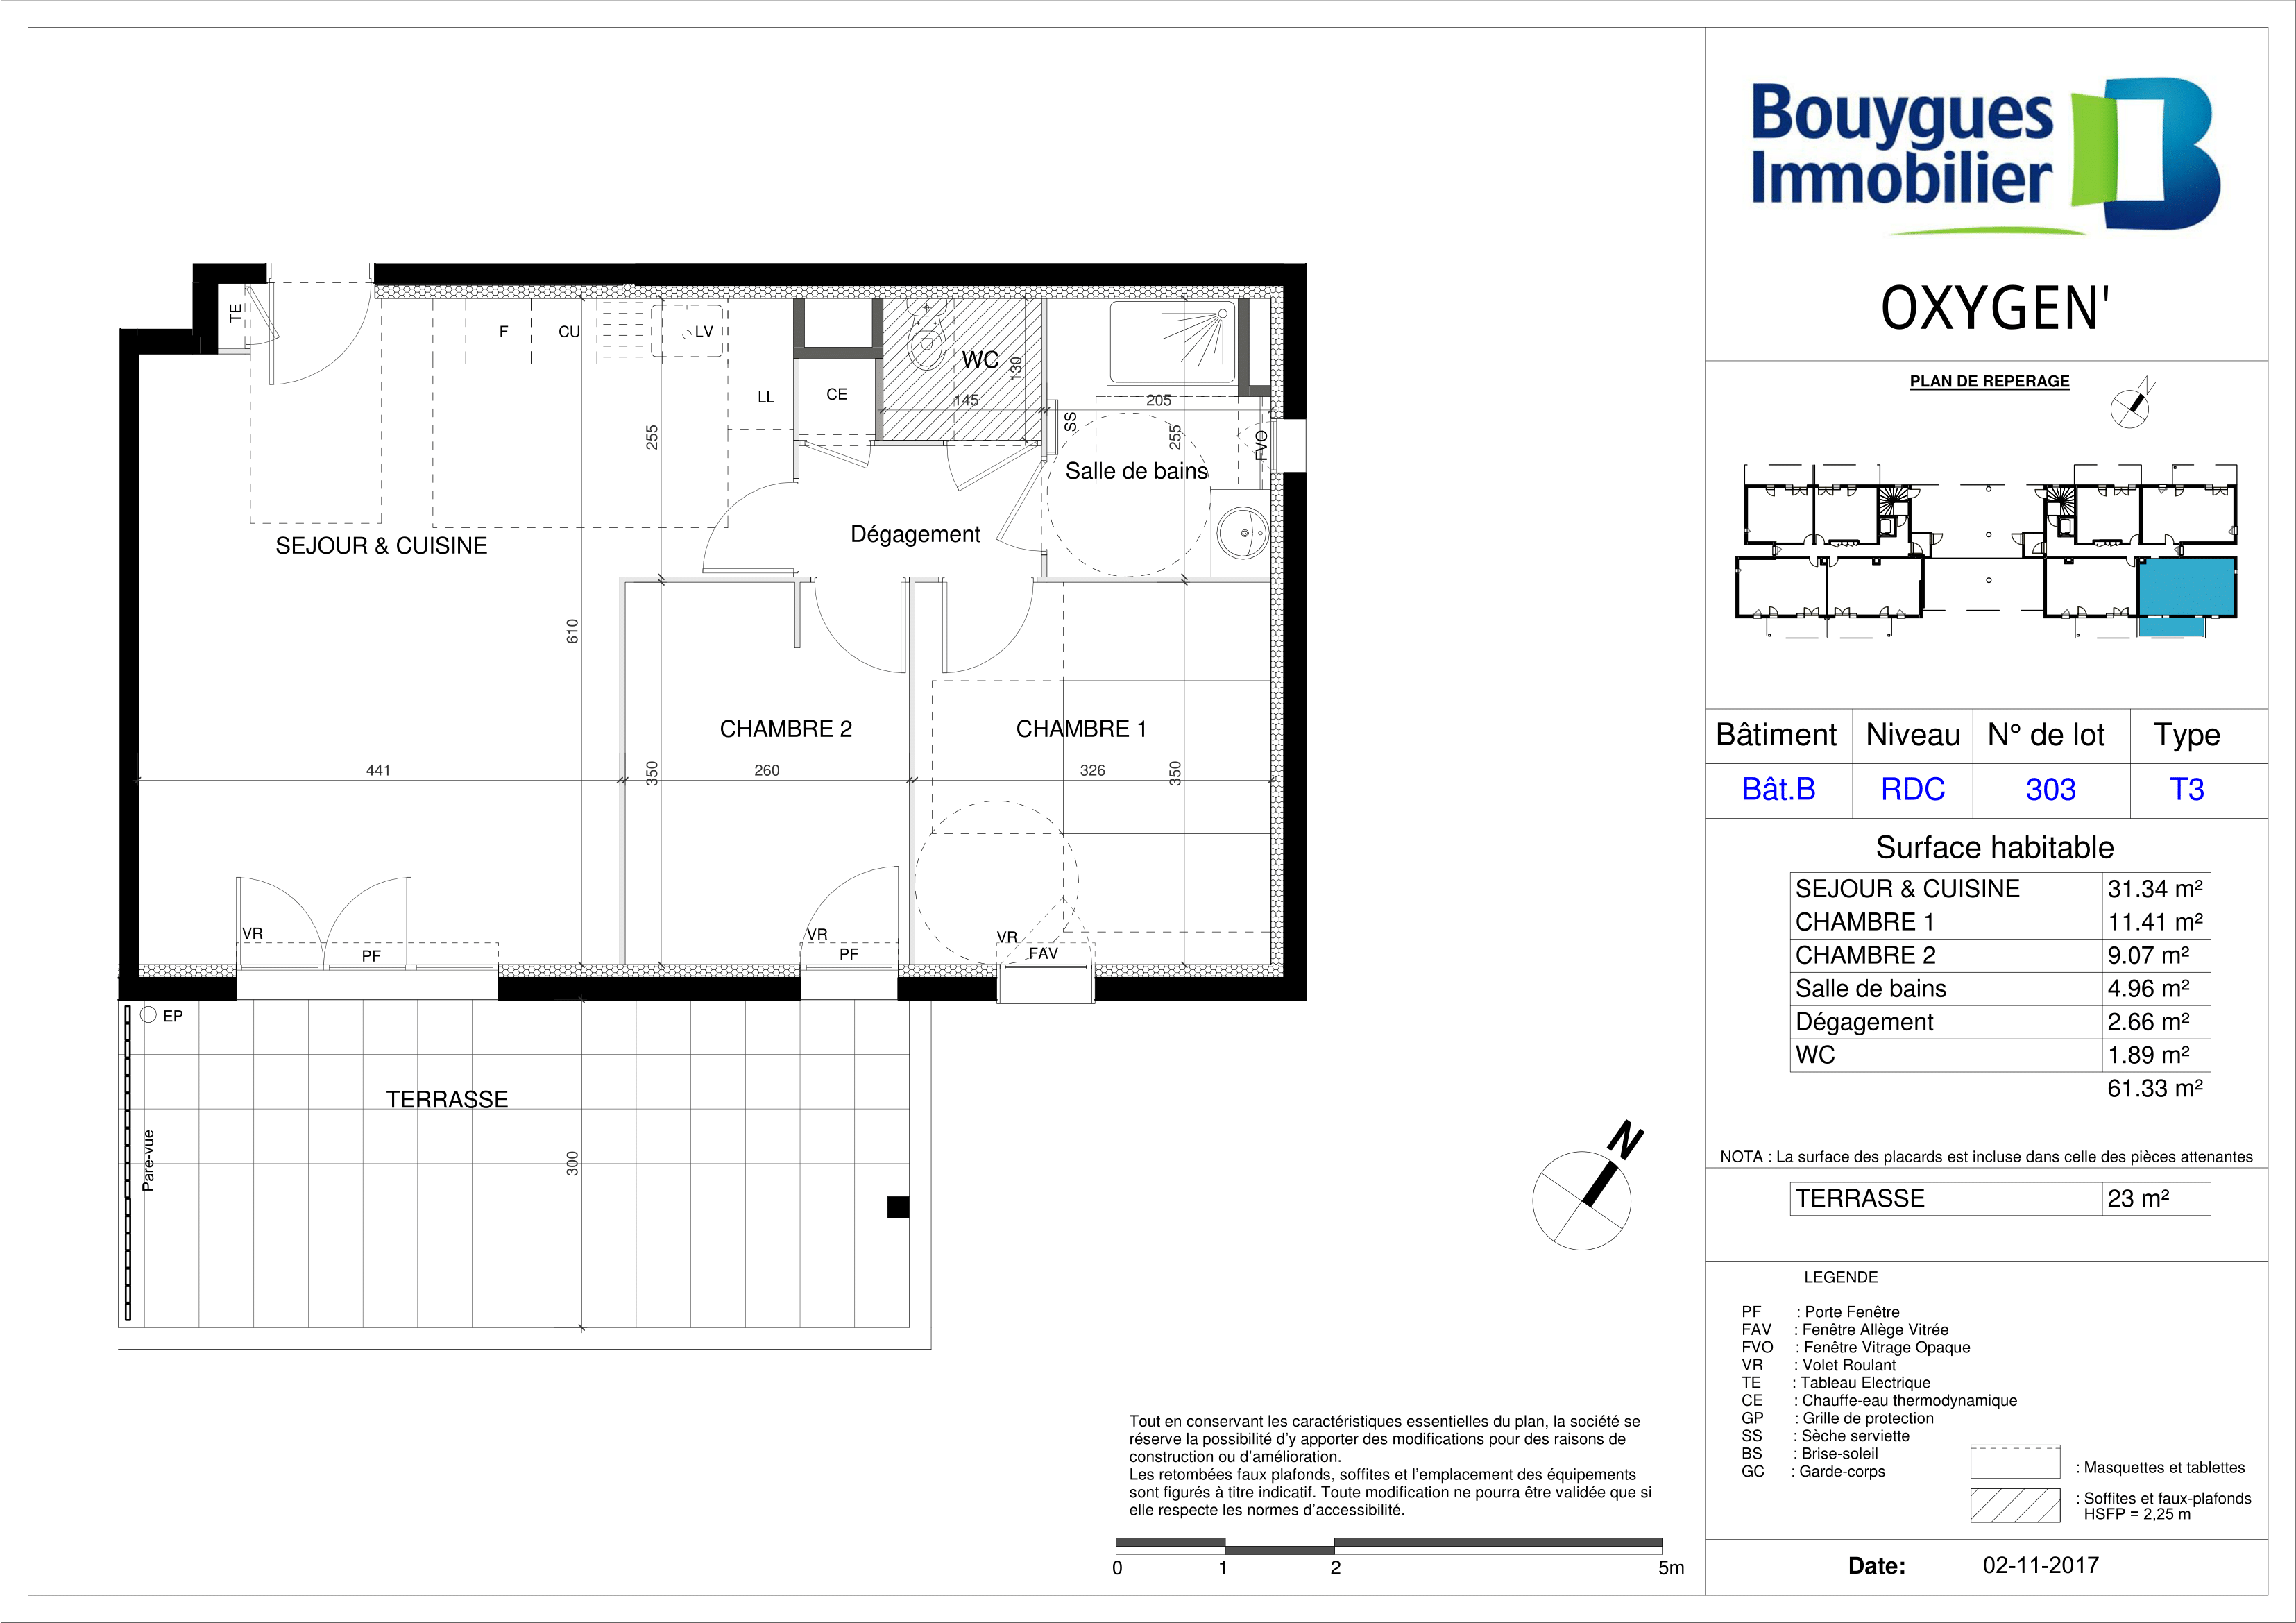 Bouygues
Immobilier
OXYGEN'
PLAN DE REPERAGE
N
Bâtiment Niveau N° de lot Type
Bât.B RDC 303 T3
Surface habitable
SEJOUR & CUISINE 31.34 m²
CHAMBRE 1 11.41 m²
CHAMBRE 2 9.07 m²
Salle de bains 4.96 m²
Dégagement 2.66 m²
WC 1.89 m²
61.33 m²
NOTA : La surface des placards est incluse dans celle des pièces attenantes
TERRASSE 23 m²
LEGENDE
PF : Porte Fenêtre
FAV : Fenêtre Allège Vitrée
FVO : Fenêtre Vitrage Opaque
VR : Volet Roulant
TE : Tableau Electrique
CE : Chauffe-eau thermodynamique
GP : Grille de protection
SS : Sèche serviette
BS : Brise-soleil
GC : Garde-corps
: Masquettes et tablettes
: Soffites et faux-plafonds
HSFP = 2,25 m
Date: 02-11-2017
TE
F CU LV
WC
130
LL
CE
145
205
SS
255
255
FVO
Salle de bains
Dégagement
SEJOUR & CUISINE
610
CHAMBRE 2
CHAMBRE 1
441
350
260
326
350
VR
PF
VR
PF
VR
FAV
EP
TERRASSE
Pare-vue
300
N
Tout en conservant les caractéristiques essentielles du plan, la société se
réserve la possibilité d'y apporter des modifications pour des raisons de
construction ou d'amélioration.
Les retombées faux plafonds, soffites et l'emplacement des équipements
sont figurés à titre indicatif. Toute modification ne pourra être validée que si
elle respecte les normes d'accessibilité.
0 1 2 5m